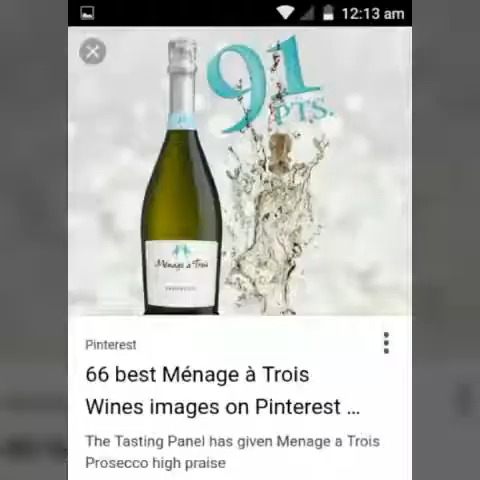 12:13 am
91
PTS.
Ménage à Trois
PROSECCO
Pinterest
66 best Ménage à Trois
Wines images on Pinterest ...
The Tasting Panel has given Menage a Trois
Prosecco high praise